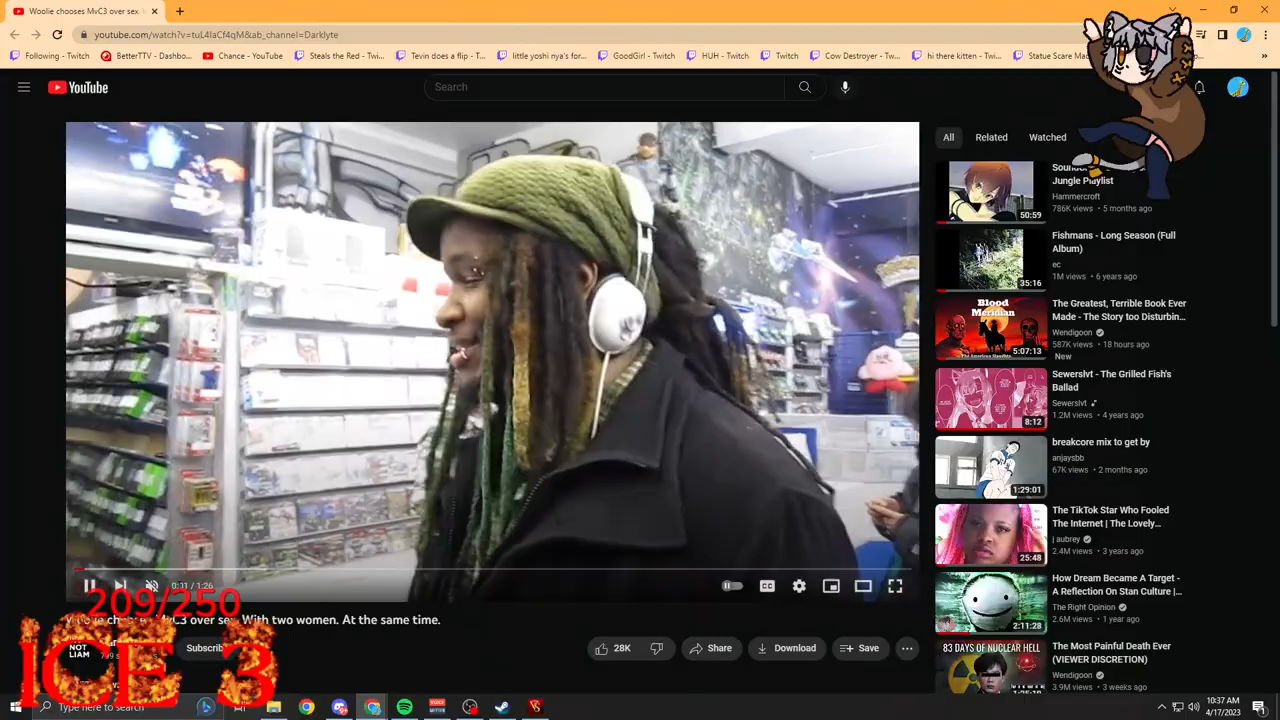 Woolie chooses MvC3 over sex. W
youtube.com/watch?v=tuL4IaCf4qM&ab_channel=Darklyte
Following - Twitch
BetterTTV - Dashbo...
Chance - YouTube
Steals the Red - Twi...
Tevin does a flip - T...
little yoshi nya's for...
GoodGirl - Twitch
HUH - Twitch
Twitch
Cow Destroyer - Tw...
hi there kitten - Twi...
Statue Scare Ma
YouTube
Search
All
Related
Watched
Jungle Playlist
Hammercroft
786K views • 5 months ago
50:59
Fishmans - Long Season (Full
Album)
ec
1M views • 6 years ago
35:16
Blood
Meridian
5:07:13
The Greatest, Terrible Book Ever
Made - The Story too Disturbin...
Wendigoon
587K views • 18 hours ago
New
Sewerslvt - The Grilled Fish's
Ballad
Sewerslvt
1.2M views • 4 years ago
8:12
breakcore mix to get by
anjaysbb
67K views • 2 months ago
1:29:01
The TikTok Star Who Fooled
The Internet | The Lovely...
j aubrey
2.4M views • 3 years ago
25:48
How Dream Became A Target -
A Reflection On Stan Culture |...
The Right Opinion
2.6M views • 1 year ago
2:11:28
83 DAYS OF NUCLEAR HELL
The Most Painful Death Ever
(VIEWER DISCRETION)
Wendigoon
3.9M views • 3 weeks ago
0:11 / 1:26
CC
209/250
MvC3 over sex. With two women. At the same time.
NOT
LIAM
Subscrib
28K
Share
Download
Save
ICE 3
Type here to search
10:37 AM
4/17/2023